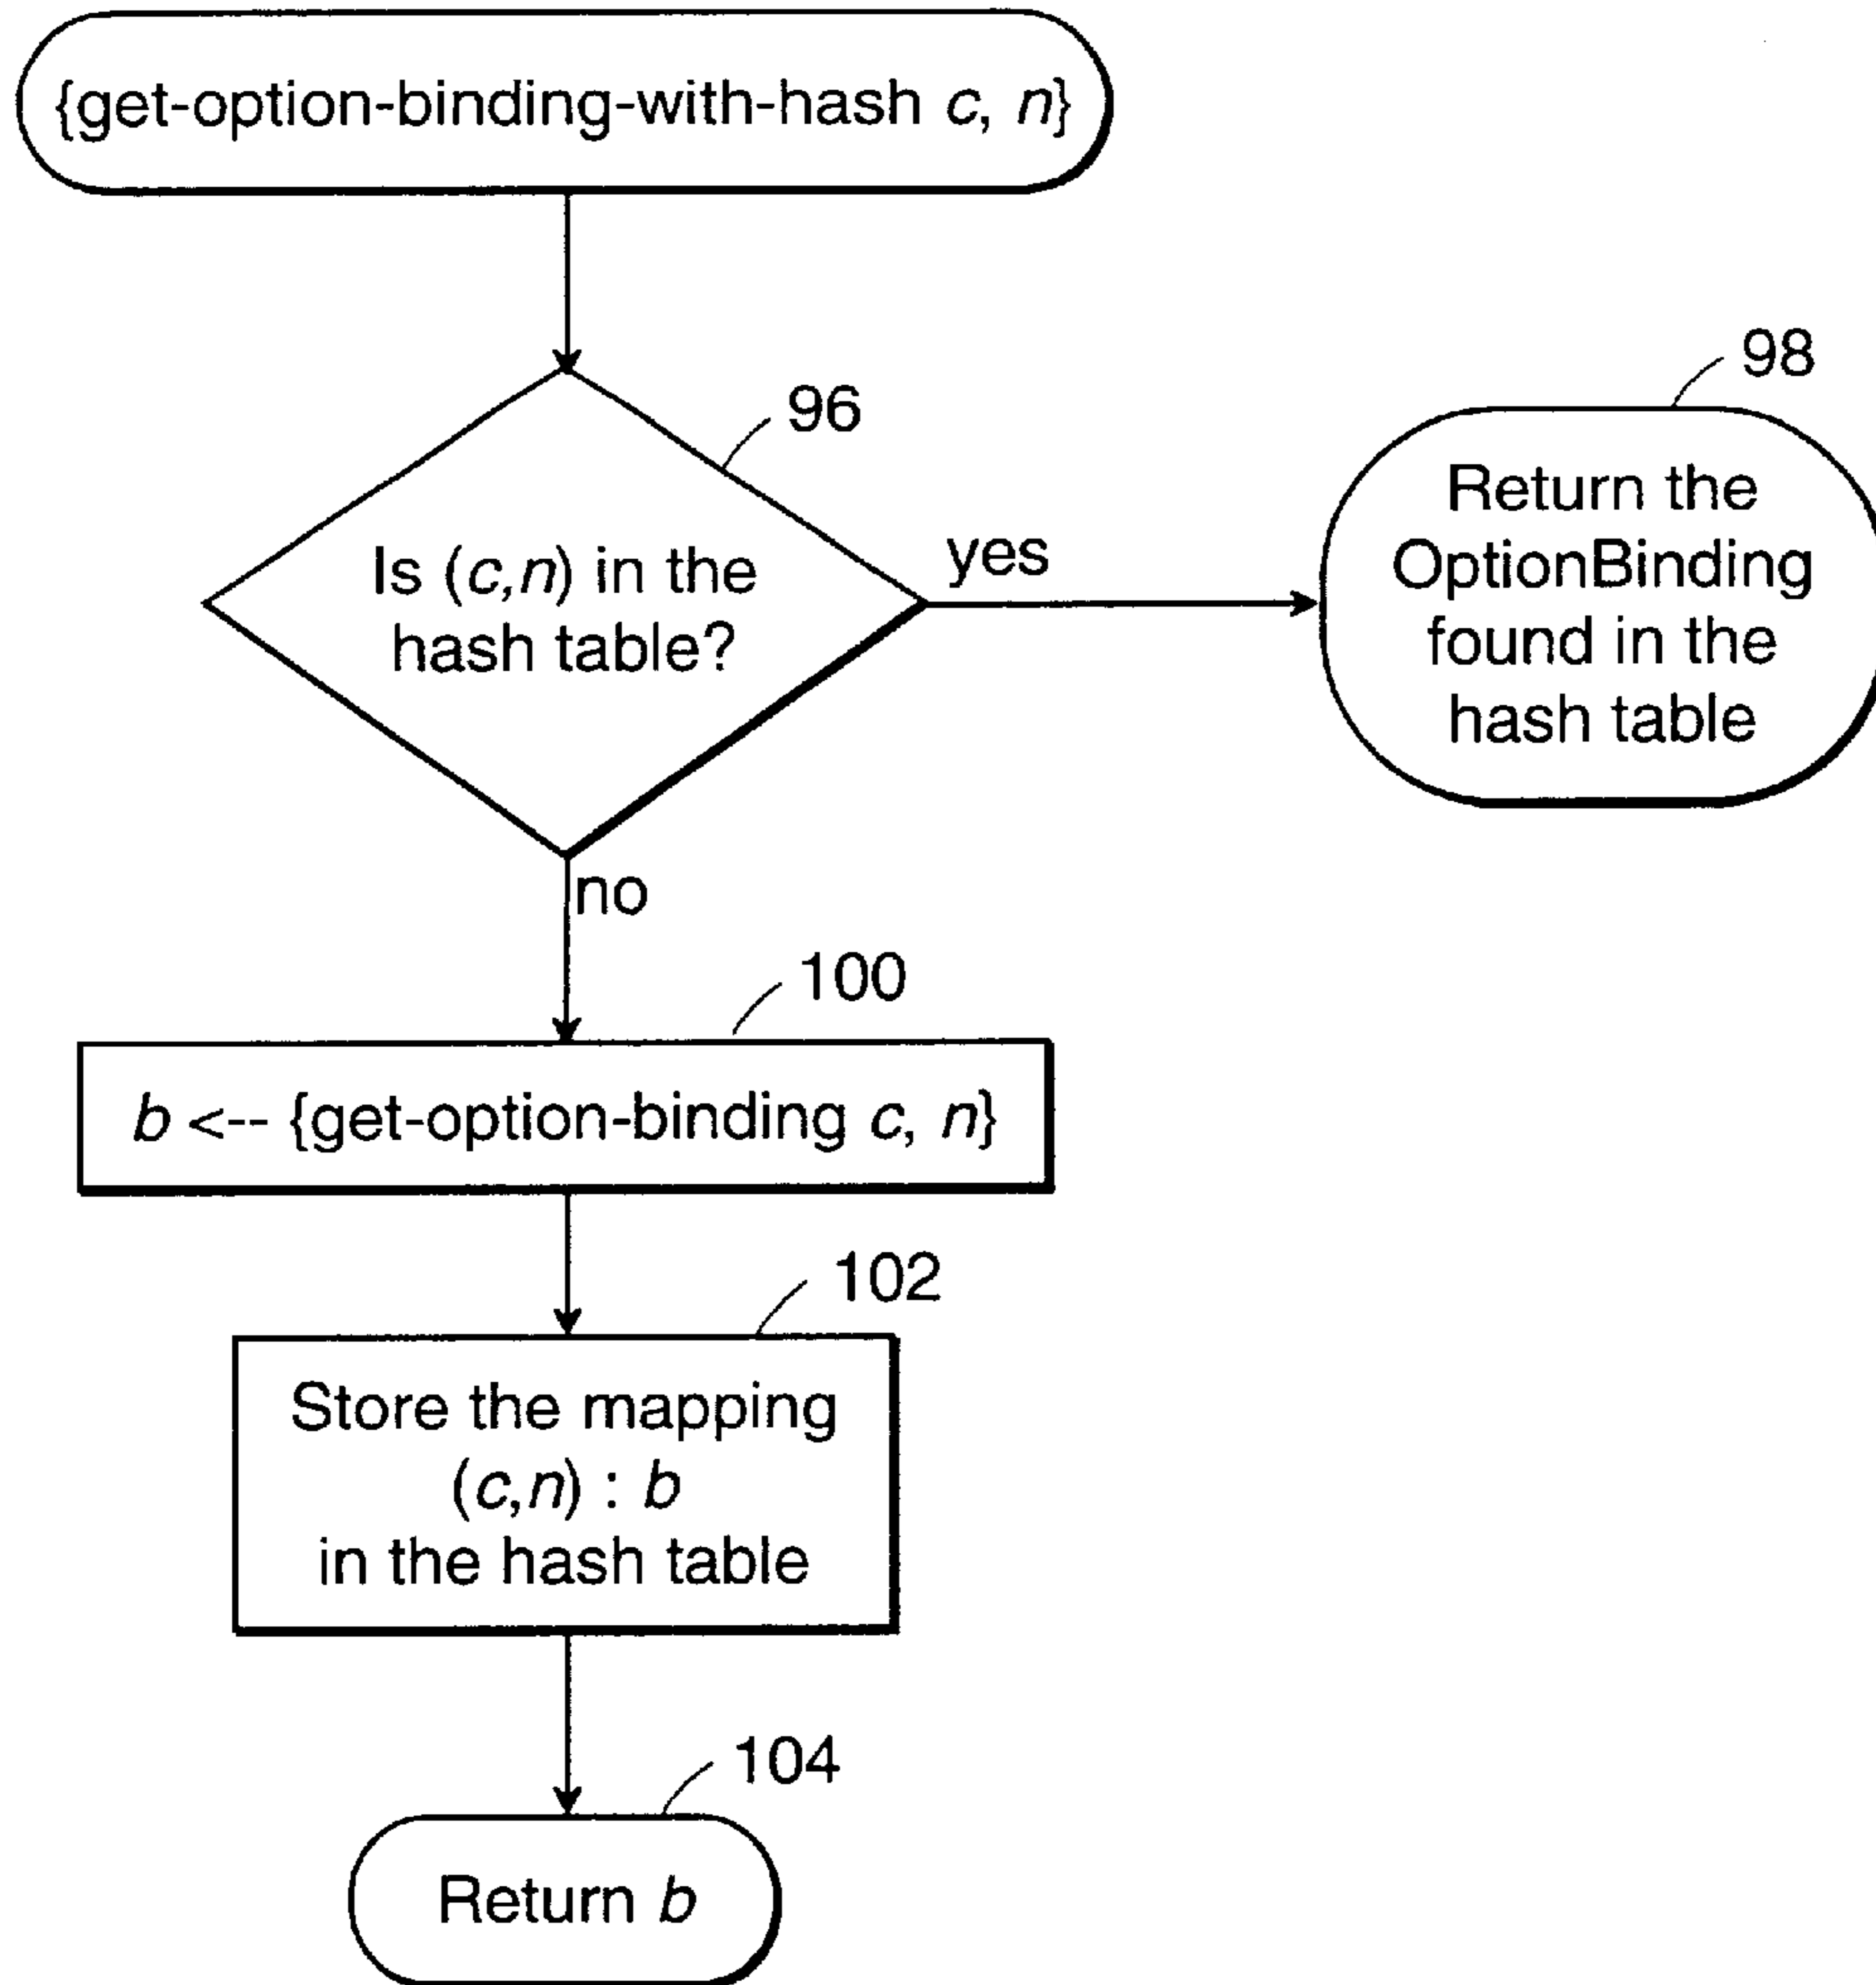 {get-option-binding-with-hash c, n}
96
98
Is (c,n) in the
hash table?
yes
Return the
OptionBinding
found in the
hash table
no
100
b <-- {get-option-binding c, n}
102
Store the mapping
(c,n) : b
in the hash table
104
Return b